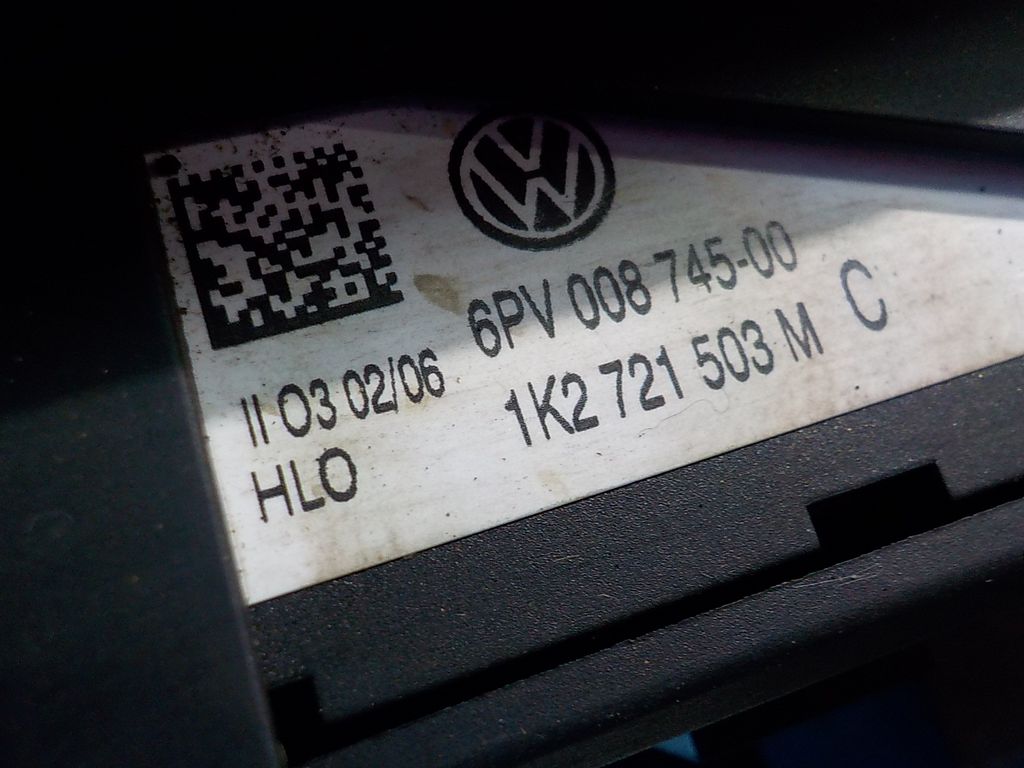 6PV 008 745-00
1K2 721 503 M C
II 03 02/06
HLO